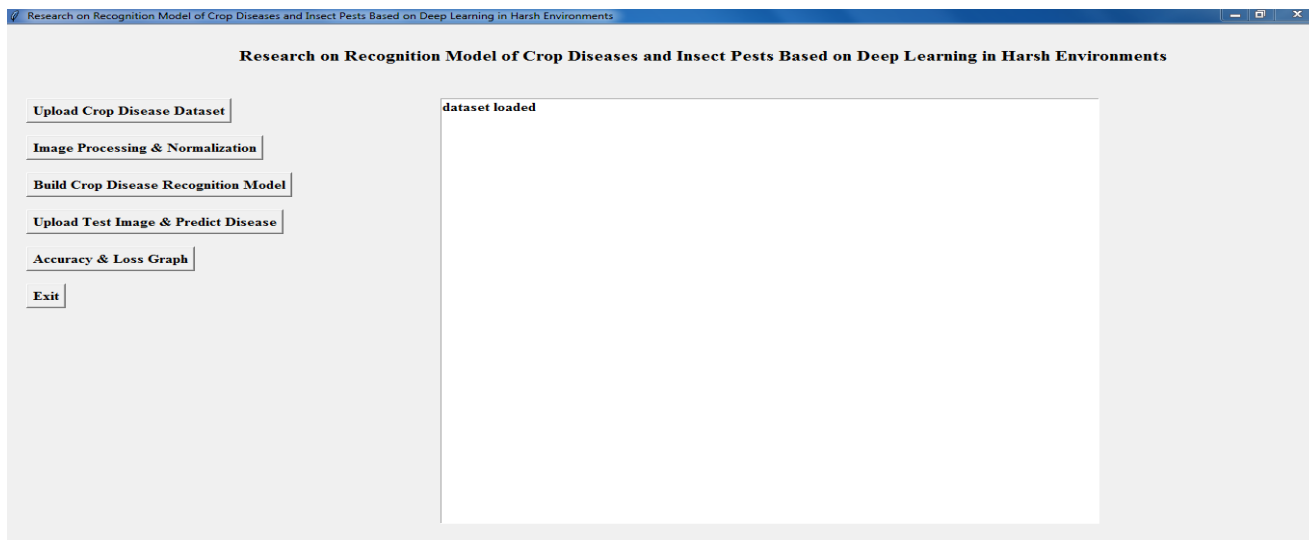 Research on Recognition Model of Crop Diseases and Insect Pests Based on Deep Learning in Harsh Environments
Research on Recognition Model of Crop Diseases and Insect Pests Based on Deep Learning in Harsh Environments
Upload Crop Disease Dataset
dataset loaded
Image Processing & Normalization
Build Crop Disease Recognition Model
Upload Test Image & Predict Disease
Accuracy & Loss Graph
Exit